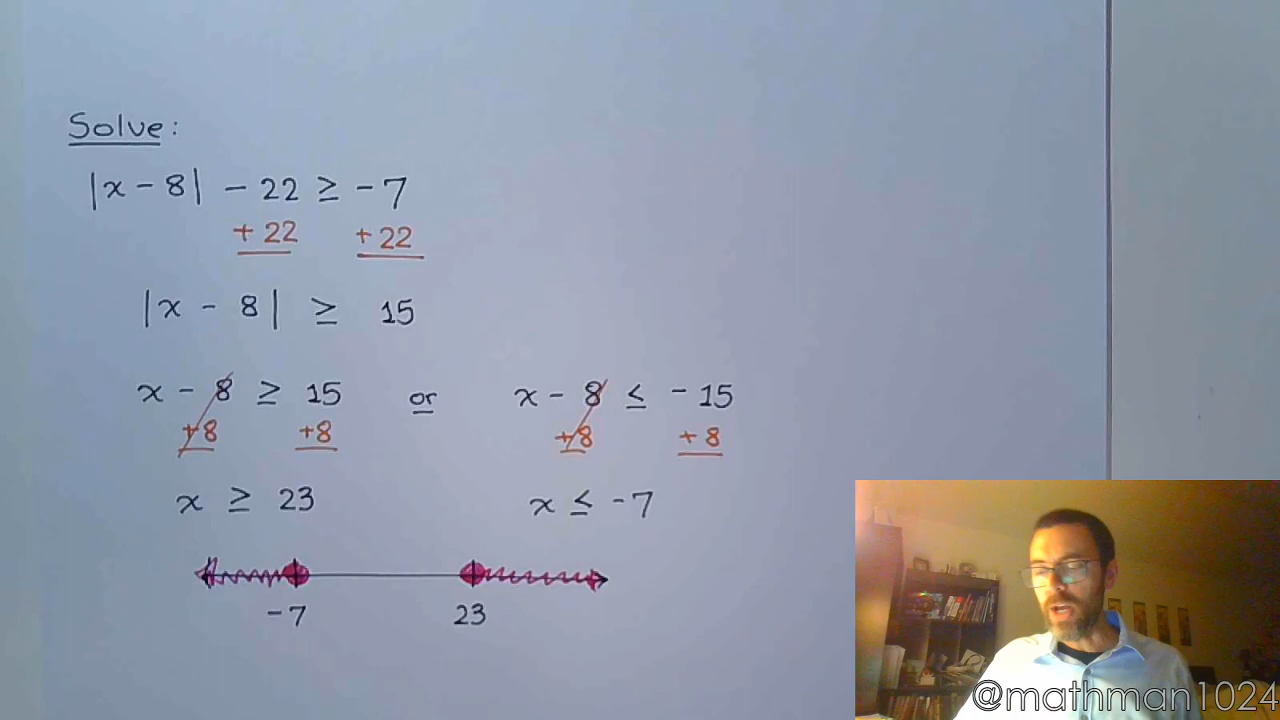 Solve:
|x - 8| - 22 ≥ -7
+ 22 + 22
|x - 8| ≥ 15
x - 8 ≥ 15 or x - 8 ≤ - 15
+8 +8 +8 + 8
x ≥ 23 x ≤ -7
-7 23
@mathman1024